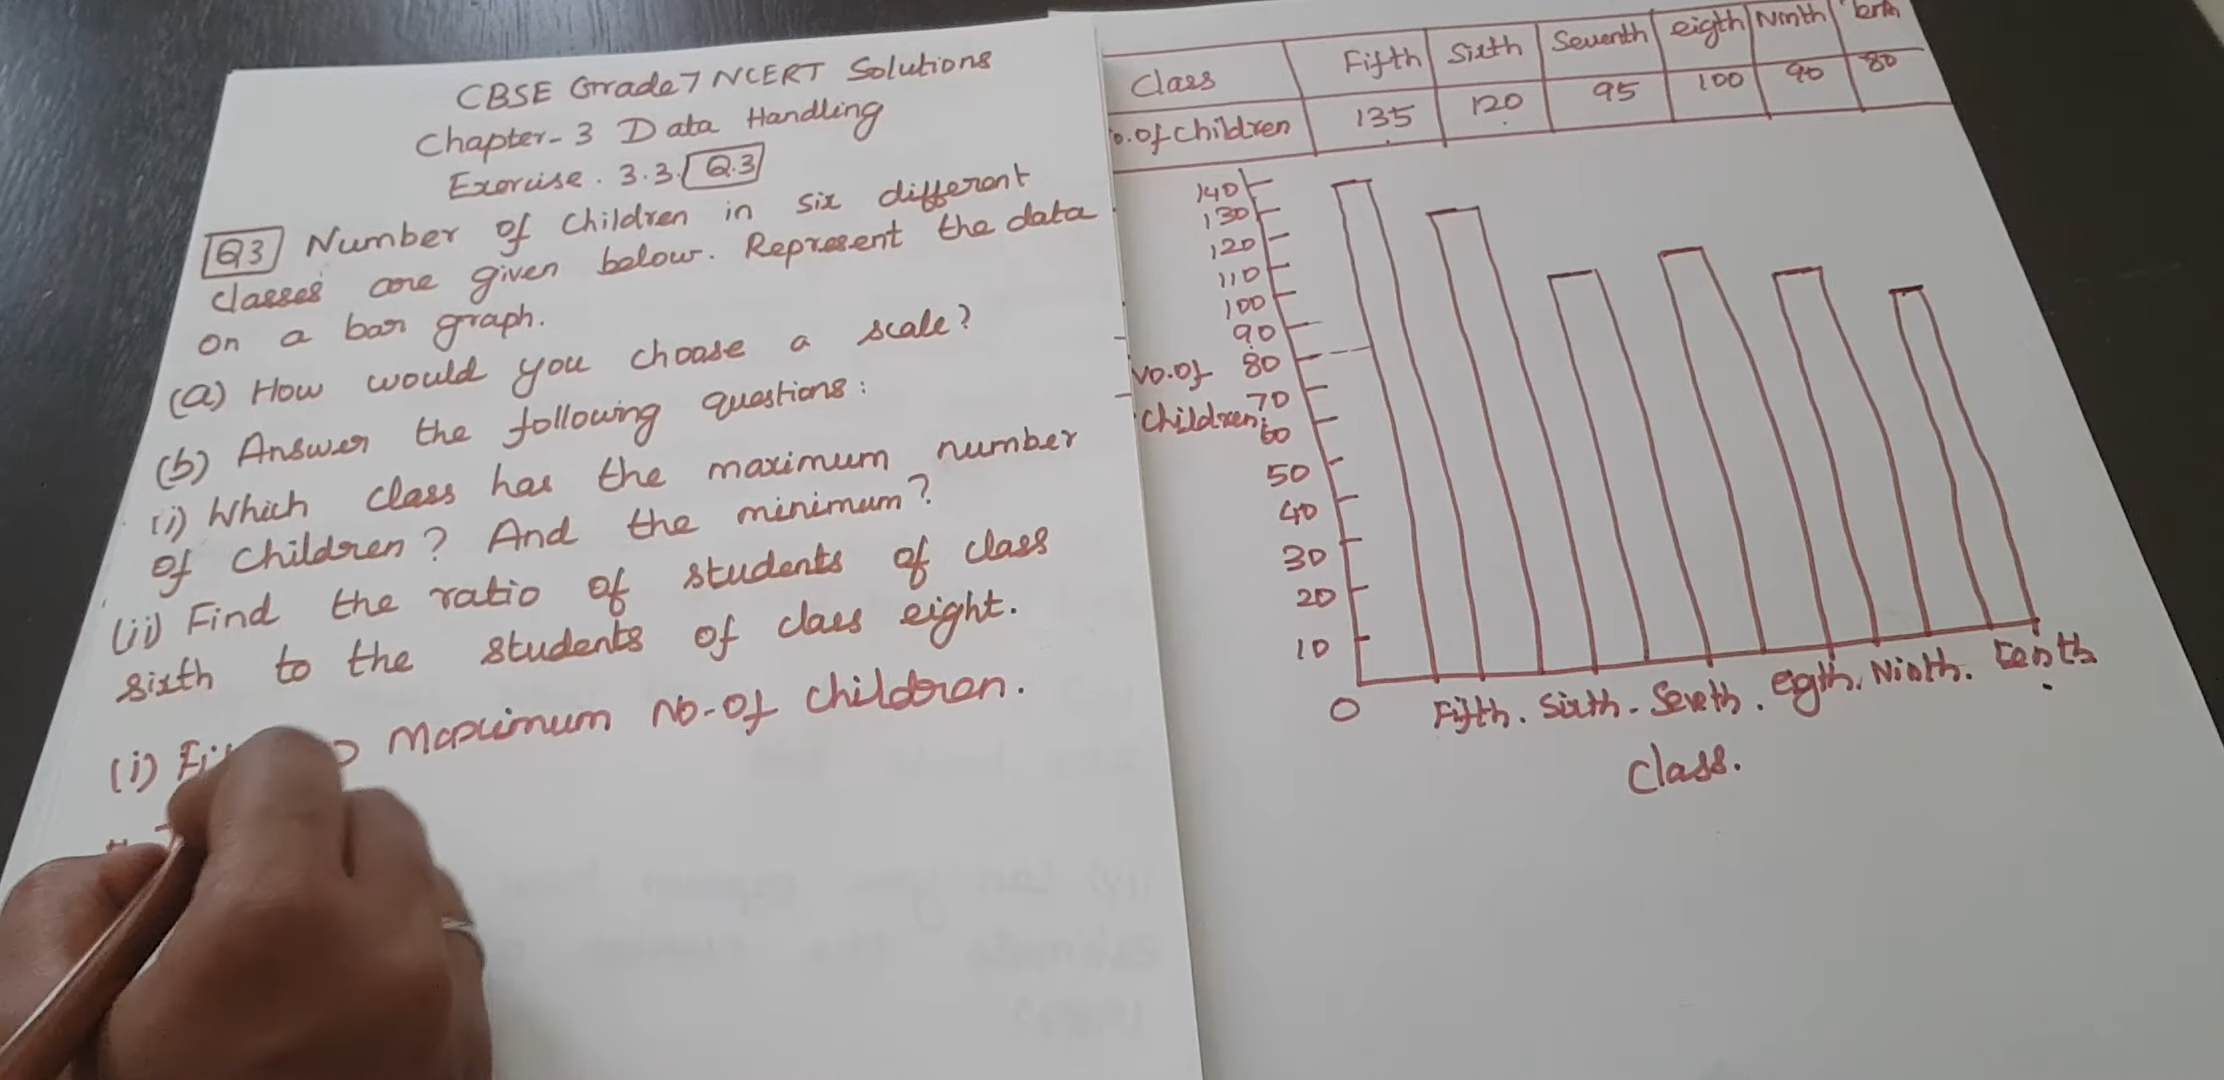 CBSE Grade 7 NCERT Solutions
Chapter-3 Data Handling
Exercise. 3.3. Q.3
Q3 Number of Children in six different
classes are given below. Represent the data
on a bar graph.
(a) How would you choose a scale?
(b) Answer the following questions:
(i) Which class has the maximum number
of children? And the minimum?
(ii) Find the ratio of students of class
sixth to the students of class eight.
(i) Maximum No-of children.
Class Fifth Sixth Seventh eigth Ninth
of children 135 120 95 100 90 80
140
130
120
110
100
90
80
70
60
50
40
30
20
10
0
No.of
Children.
Fifth. Sixth- Seveth. egth. Ninth. tenth
Class.